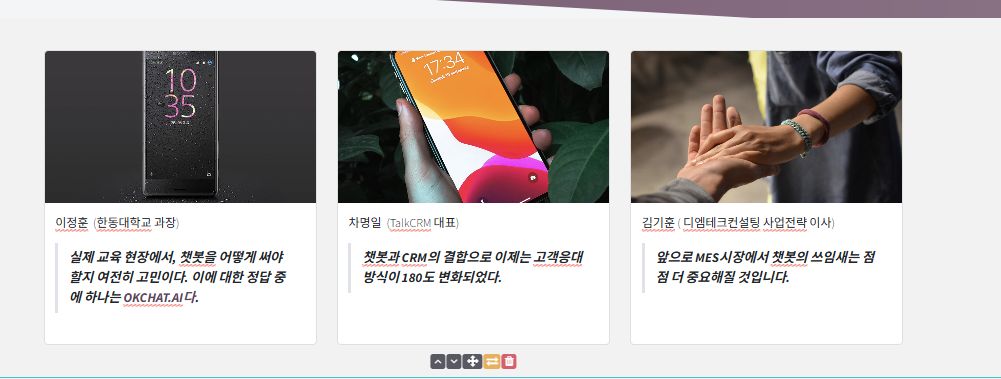 10
35
17:34
이정훈 (한동대학교 과장)
실제 교육 현장에서, 챗봇을 어떻게 써야
할지 여전히 고민이다. 이에 대한 정답 중
에 하나는 OKCHAT.AI다.
차명일 (TalkCRM 대표)
챗봇과 CRM의 결합으로 이제는 고객응대
방식이 180도 변화되었다.
김기훈 ( 디엠테크컨설팅 사업전략 이사)
앞으로 MES시장에서 챗봇의 쓰임새는 점
점 더 중요해질 것입니다.